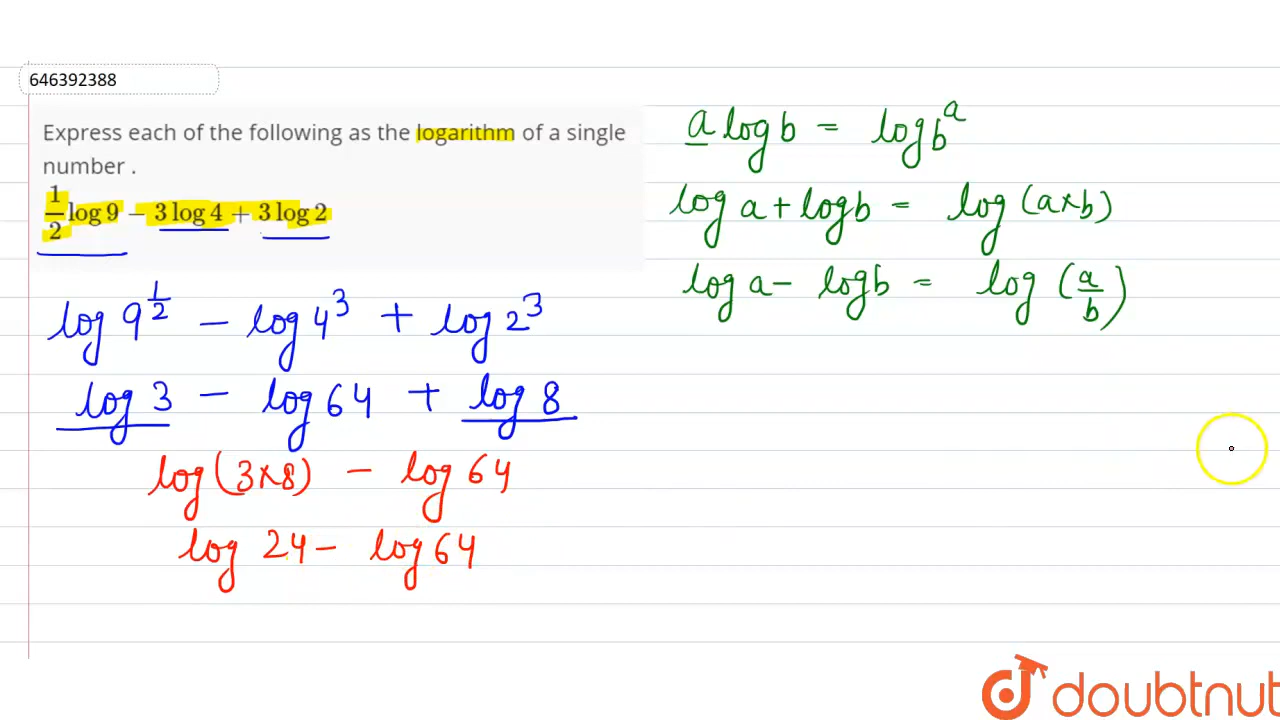 646392388
Express each of the following as the logarithm of a single
number .
1/2 log 9 − 3 log 4 + 3 log 2
log 9^1/2 − log 4^3 + log 2^3
log 3 − log 64 + log 8
log (3×8) − log 64
log 24 − log 64
a log b = log b^a
log a + log b = log (a×b)
log a − log b = log (a/b)
doubtnut